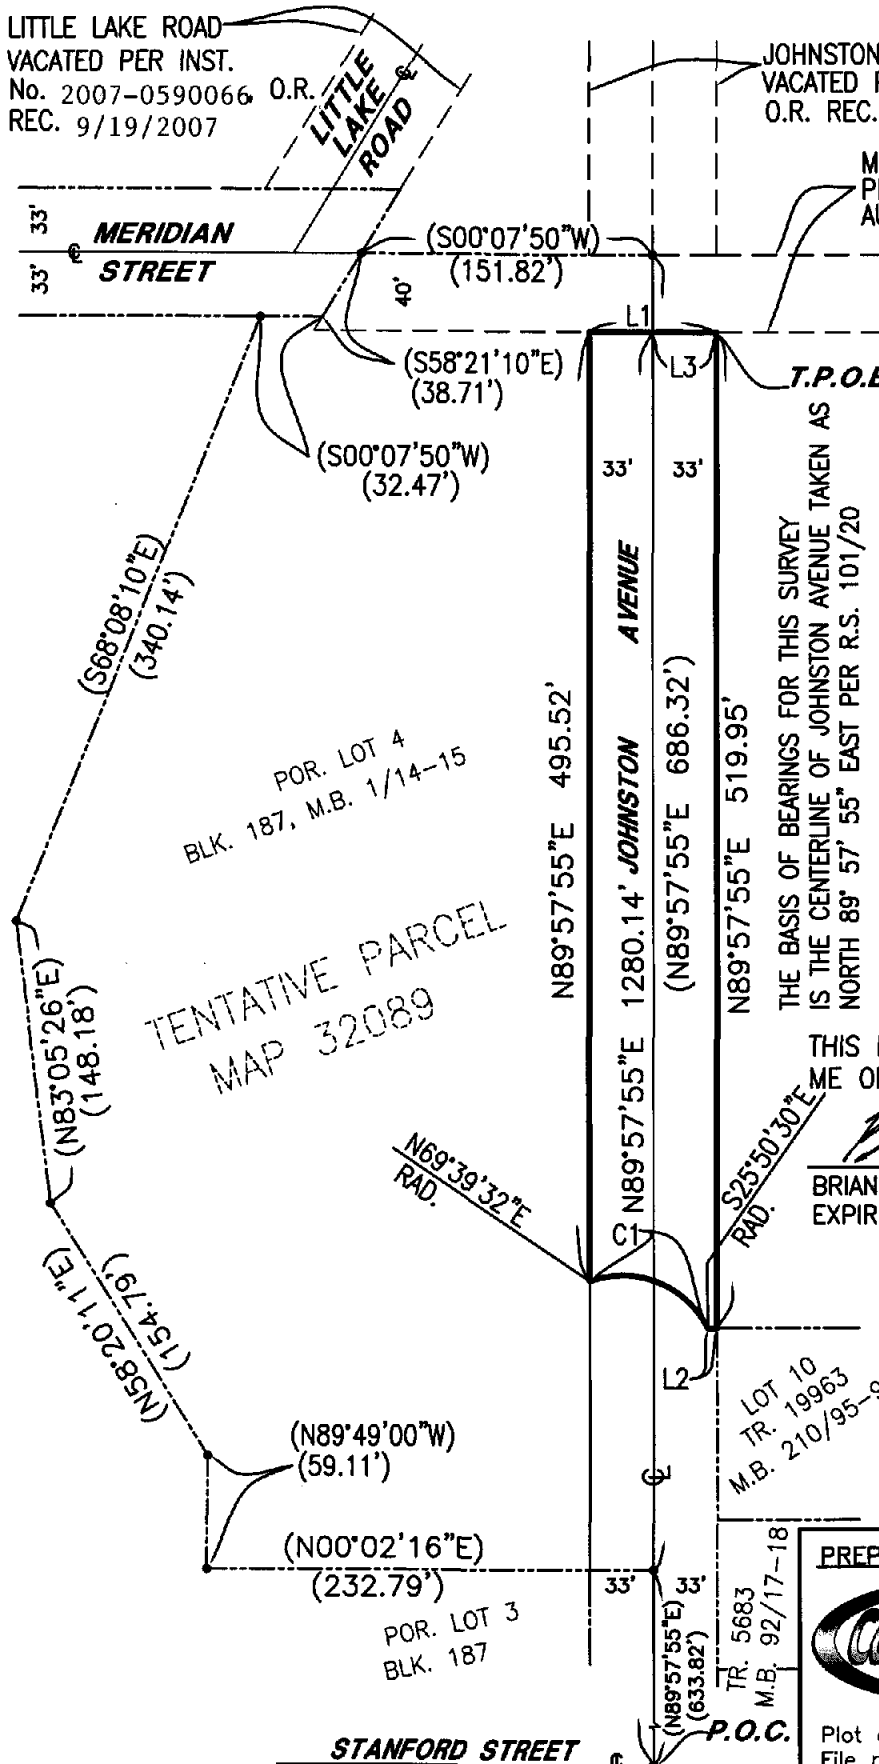 LITTLE LAKE ROAD
VACATED PER INST.
No. 2007-0590066, O.R.
REC. 9/19/2007
LITTLE
LAKE
ROAD
JOHNSTON
VACATED
O.R. REC.
33'
33'
MERIDIAN
STREET
(S00°07'50"W)
(151.82')
40'
L1
L3
T.P.O.B
(S58°21'10"E)
(38.71')
(S00°07'50"W)
(32.47')
33'
33'
(S68°08'10"E)
(340.14')
POR. LOT 4
BLK. 187, M.B. 1/14-15
TENTATIVE PARCEL
MAP 32089
N89°57'55"E 495.52'
N89°57'55"E 1280.14' JOHNSTON AVENUE
(N89°57'55"E 686.32')
N89°57'55"E 519.95'
THE BASIS OF BEARINGS FOR THIS SURVEY
IS THE CENTERLINE OF JOHNSTON AVENUE TAKEN AS
NORTH 89° 57' 55" EAST PER R.S. 101/20
THIS
ME
BRIAN
EXPIR
(N83°05'26"E)
(148.18')
N69°39'32"E
RAD.
C1
S25°50'30"E
RAD.
(N58°20'11"E)
(154.79')
L2
LOT 10
TR. 19963
M.B. 210/95-9
(N89°49'00"W)
(59.11')
(N00°02'16"E)
(232.79')
33'
33'
POR. LOT 3
BLK. 187
(N89°57'55"E)
(633.82')
TR. 5683
M.B. 92/17-18
PREP
P.O.C.
STANFORD STREET
Plot
File